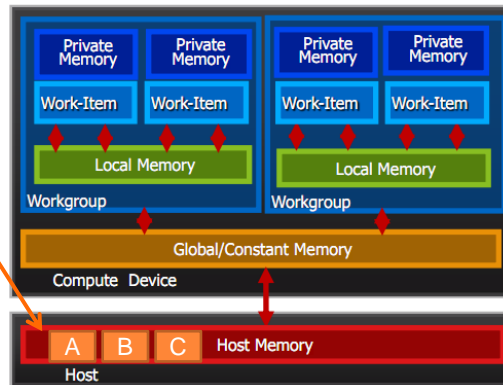 Private
Memory
Private
Memory
Private
Memory
Private
Memory
Work-Item
Work-Item
Work-Item
Work-Item
Local Memory
Local Memory
Workgroup
Workgroup
Global/Constant Memory
Compute Device
A B C Host Memory
Host